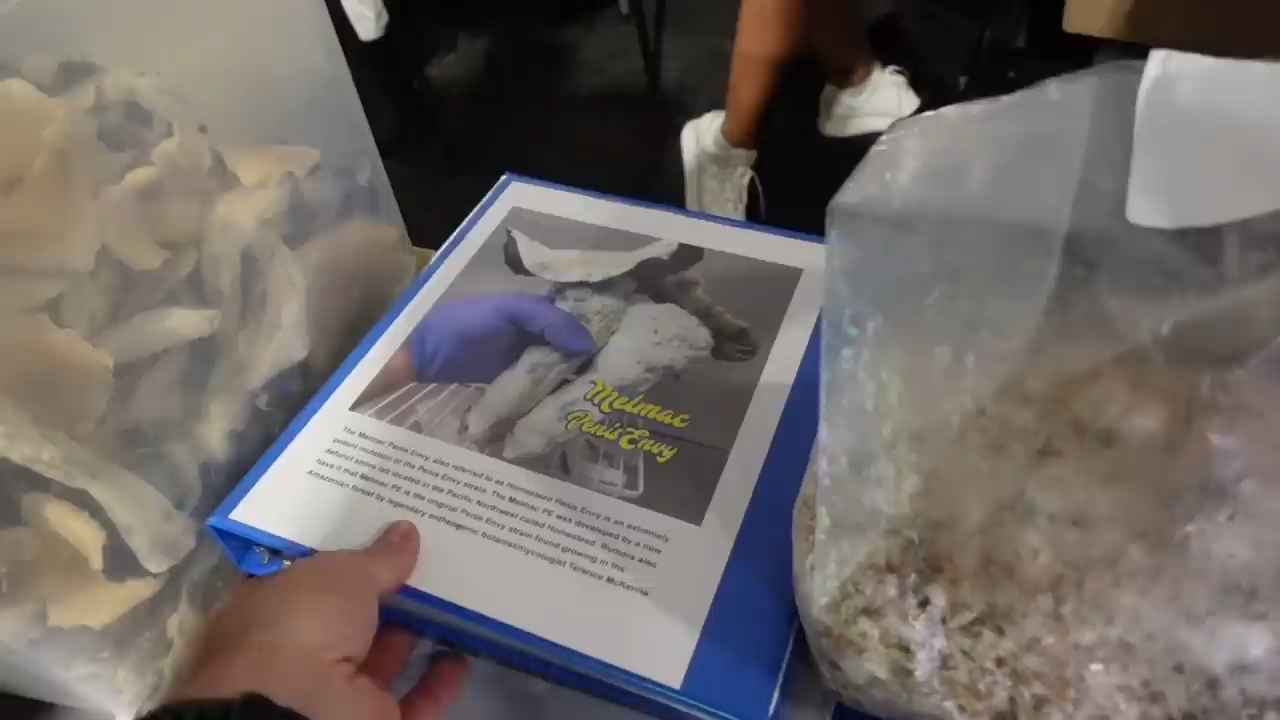 Melmac
Penis Envy
The Melmac Penis Envy, also referred to as Homestead Penis Envy is an extremely
potent mutation of the Penis Envy strain. The Melmac PE was developed by a now
defunct spore lab located in the Pacific Northwest called Homestead. Rumors also
have it that Melmac PE is the original Penis Envy strain found growing in the
Amazonian forest by legendary entheogenic botanist/mycologist Terence McKenna.